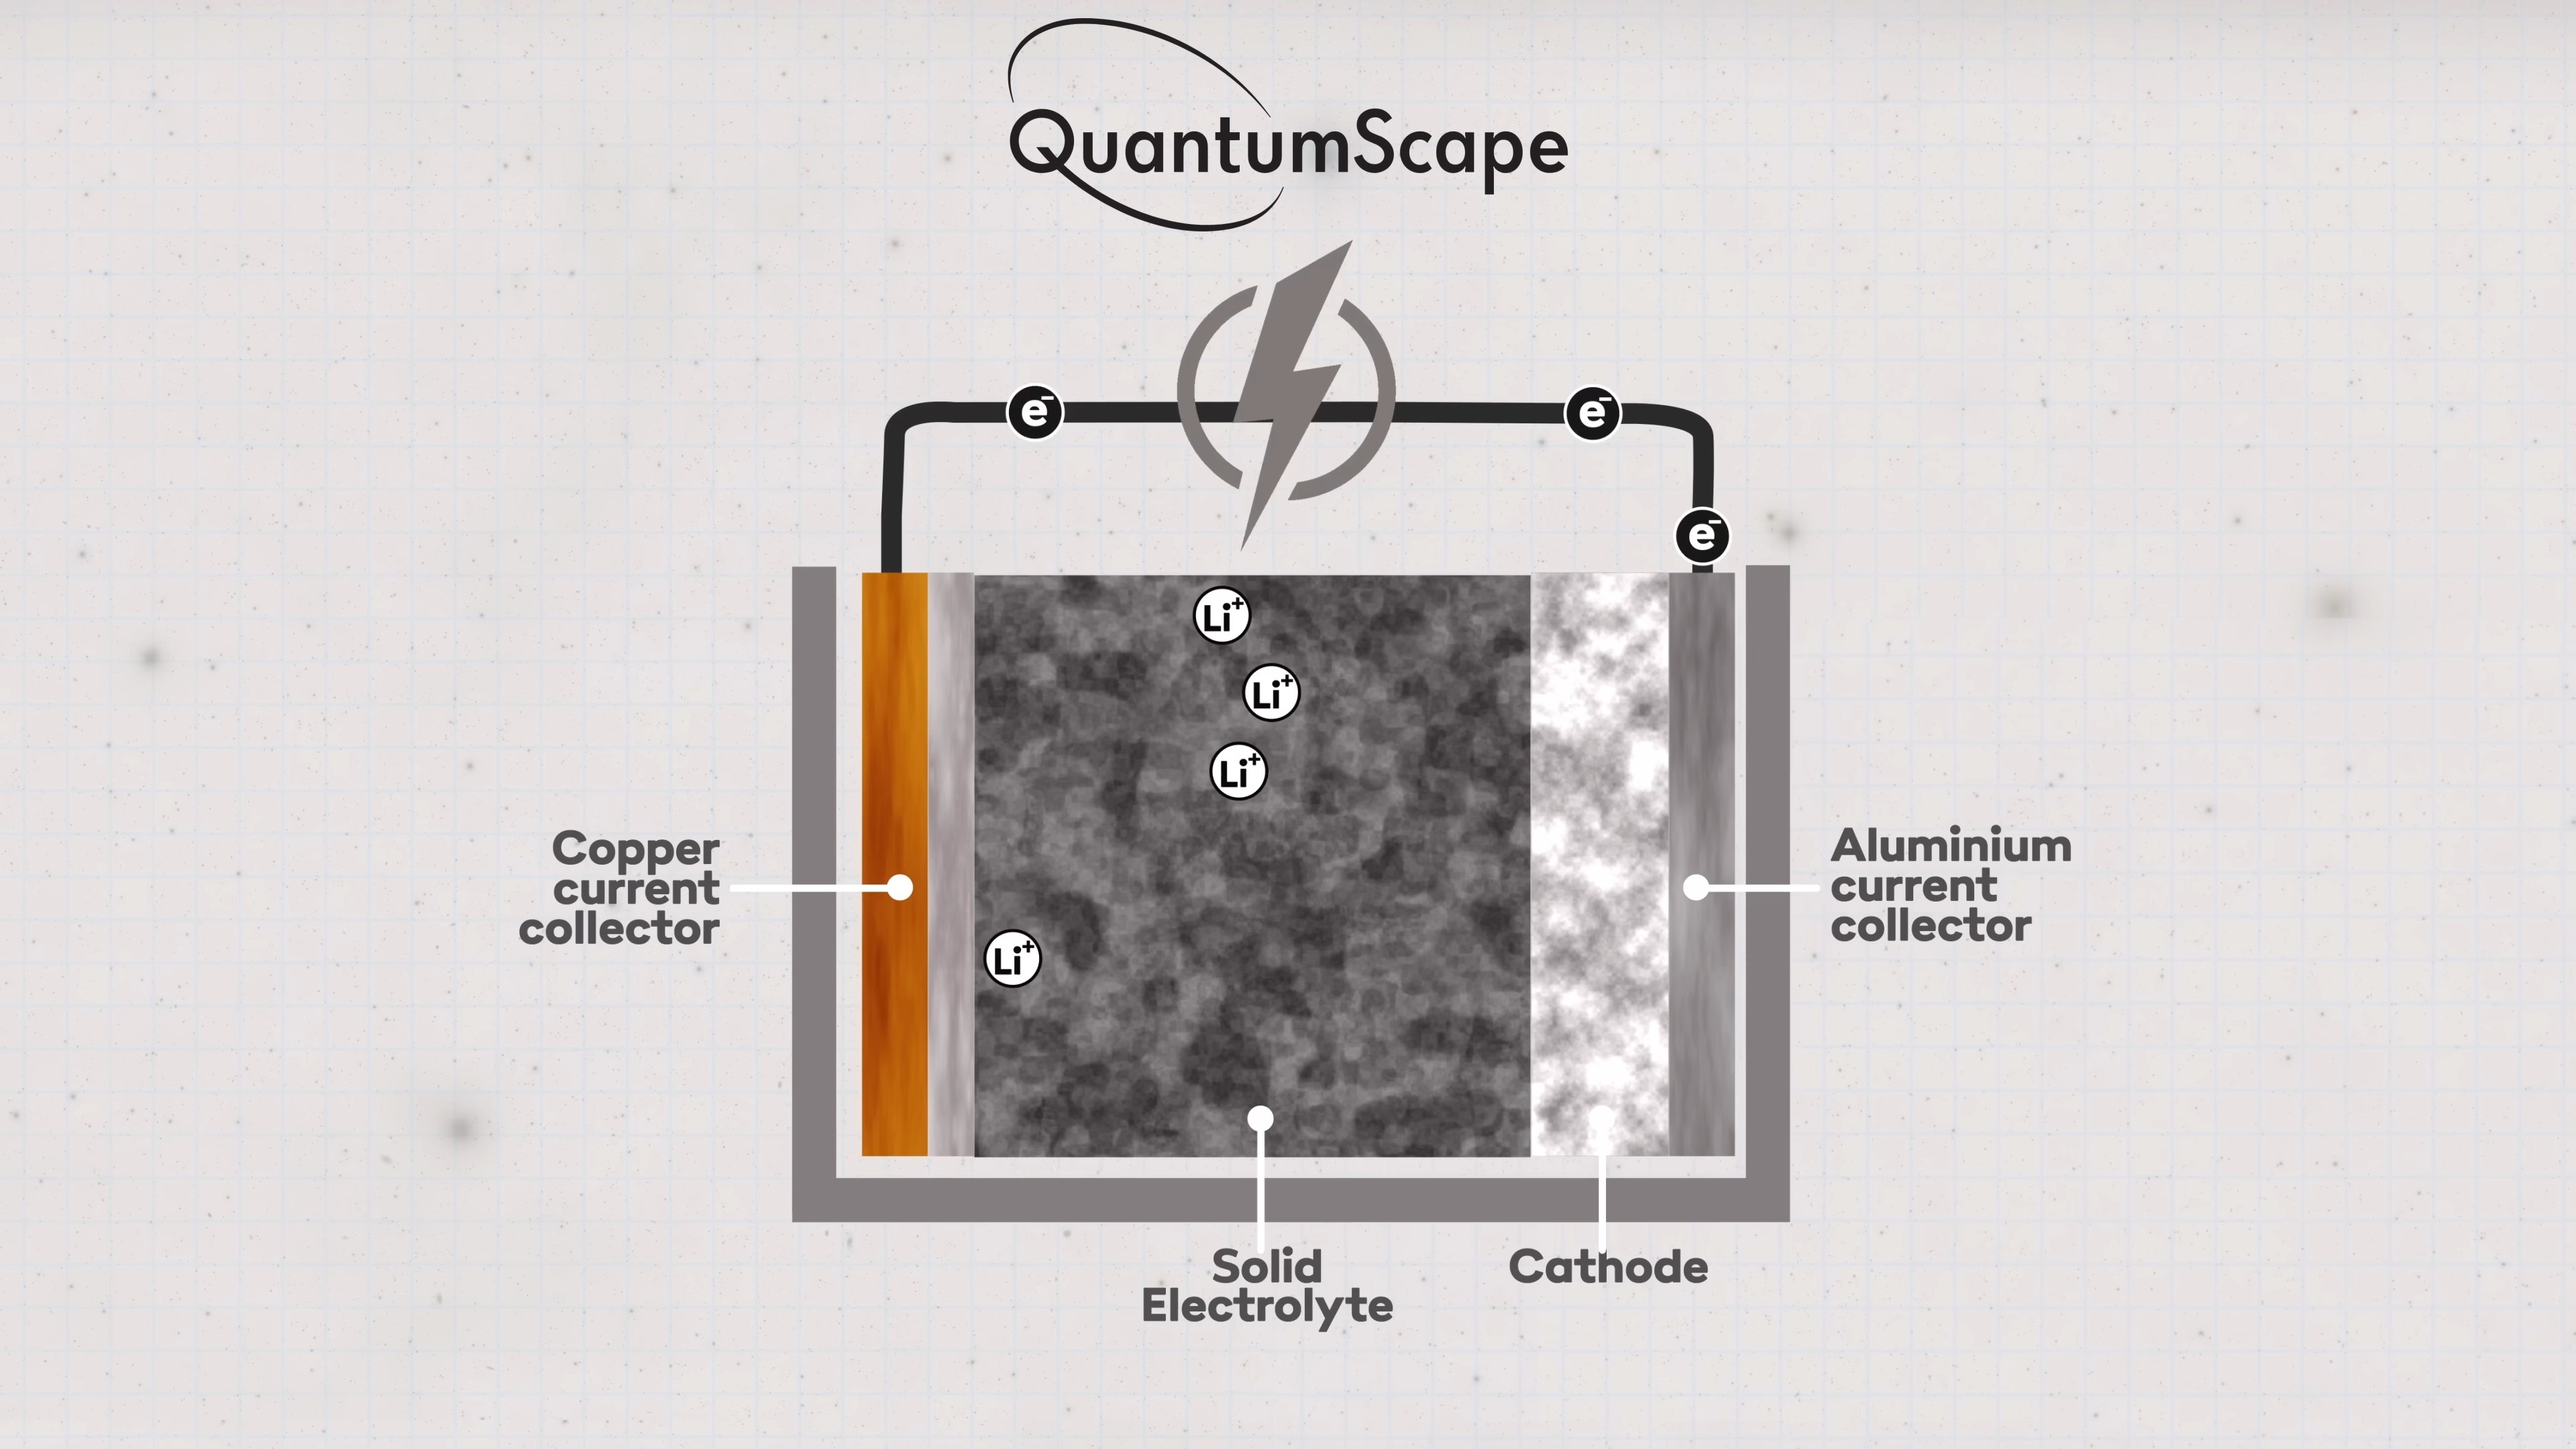 QuantumScape
e⁻
e⁻
e⁻
Li⁺
Li⁺
Li⁺
Li⁺
Copper
current
collector
Aluminium
current
collector
Solid
Electrolyte
Cathode